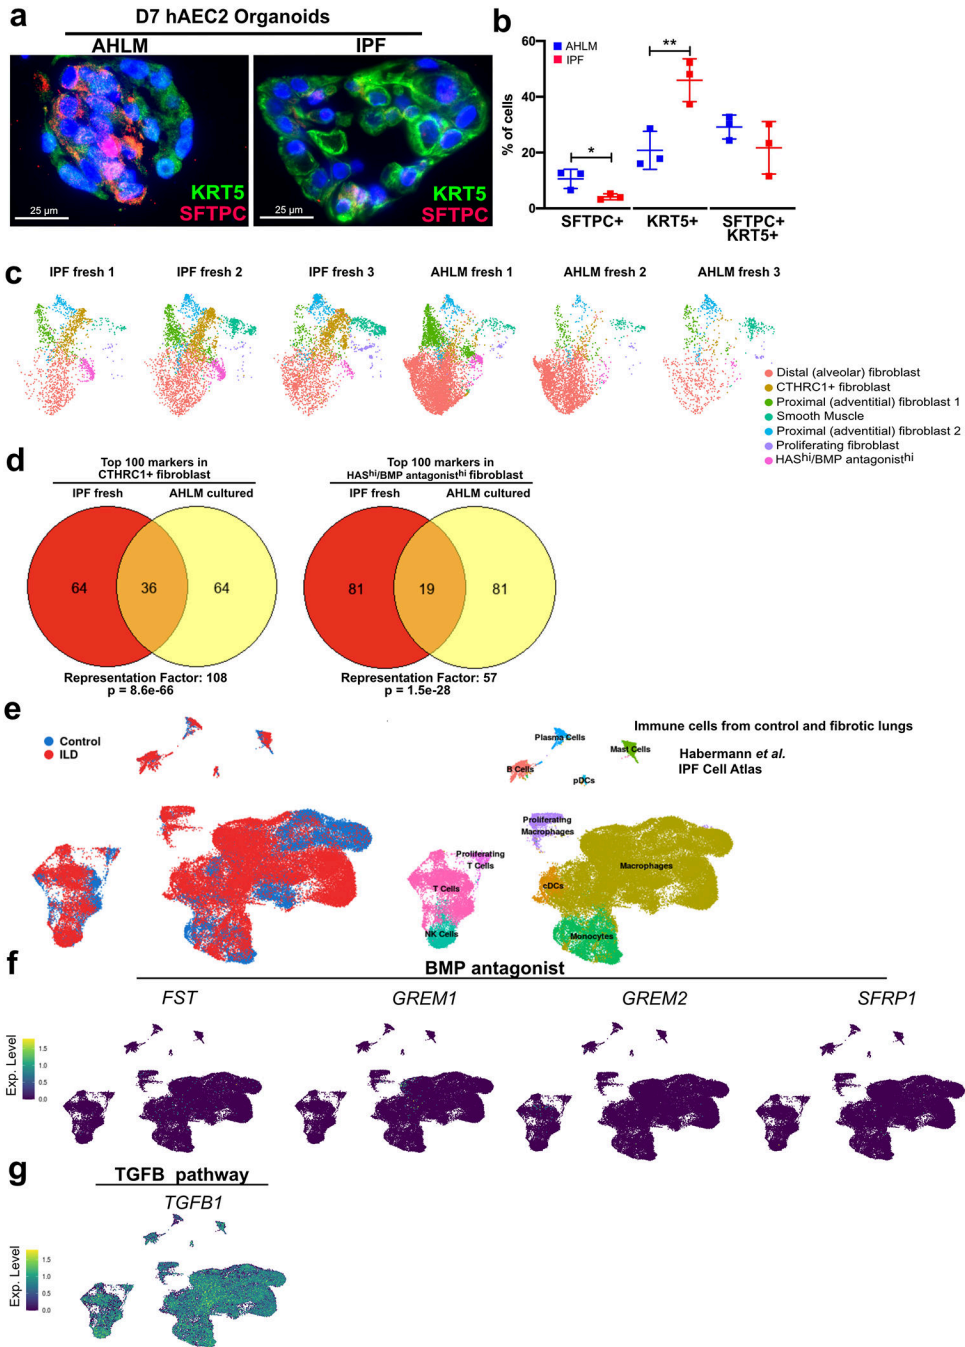 a
D7 hAEC2 Organoids
AHLM
IPF
KRT5
SFTPC
25 µm
KRT5
SFTPC
25 µm
b
AHLM
IPF
% of cells
60
40
20
0
*
**
SFTPC+
KRT5+
SFTPC+
KRT5+
c
IPF fresh 1
IPF fresh 2
IPF fresh 3
AHLM fresh 1
AHLM fresh 2
AHLM fresh 3
Distal (alveolar) fibroblast
CTHRC1+ fibroblast
Proximal (adventitial) fibroblast 1
Smooth Muscle
Proximal (adventitial) fibroblast 2
Proliferating fibroblast
HAShi/BMP antagonisthi
d
Top 100 markers in
CTHRC1+ fibroblast
IPF fresh
AHLM cultured
64
36
64
Representation Factor: 108
p = 8.6e-66
Top 100 markers in
HAShi/BMP antagonisthi fibroblast
IPF fresh
AHLM cultured
81
19
81
Representation Factor: 57
p = 1.5e-28
e
Control
ILD
Immune cells from control and fibrotic lungs
Habermann et al.
IPF Cell Atlas
Plasma Cells
Mast Cells
B Cells
pDCs
Proliferating
Macrophages
Proliferating
T Cells
Macrophages
T Cells
cDCs
NK Cells
Monocytes
f
BMP antagonist
FST
GREM1
GREM2
SFRP1
Exp. Level
1.5
1.0
0.5
0.0
g
TGFB pathway
TGFB1
Exp. Level
1.5
1.0
0.5
0.0